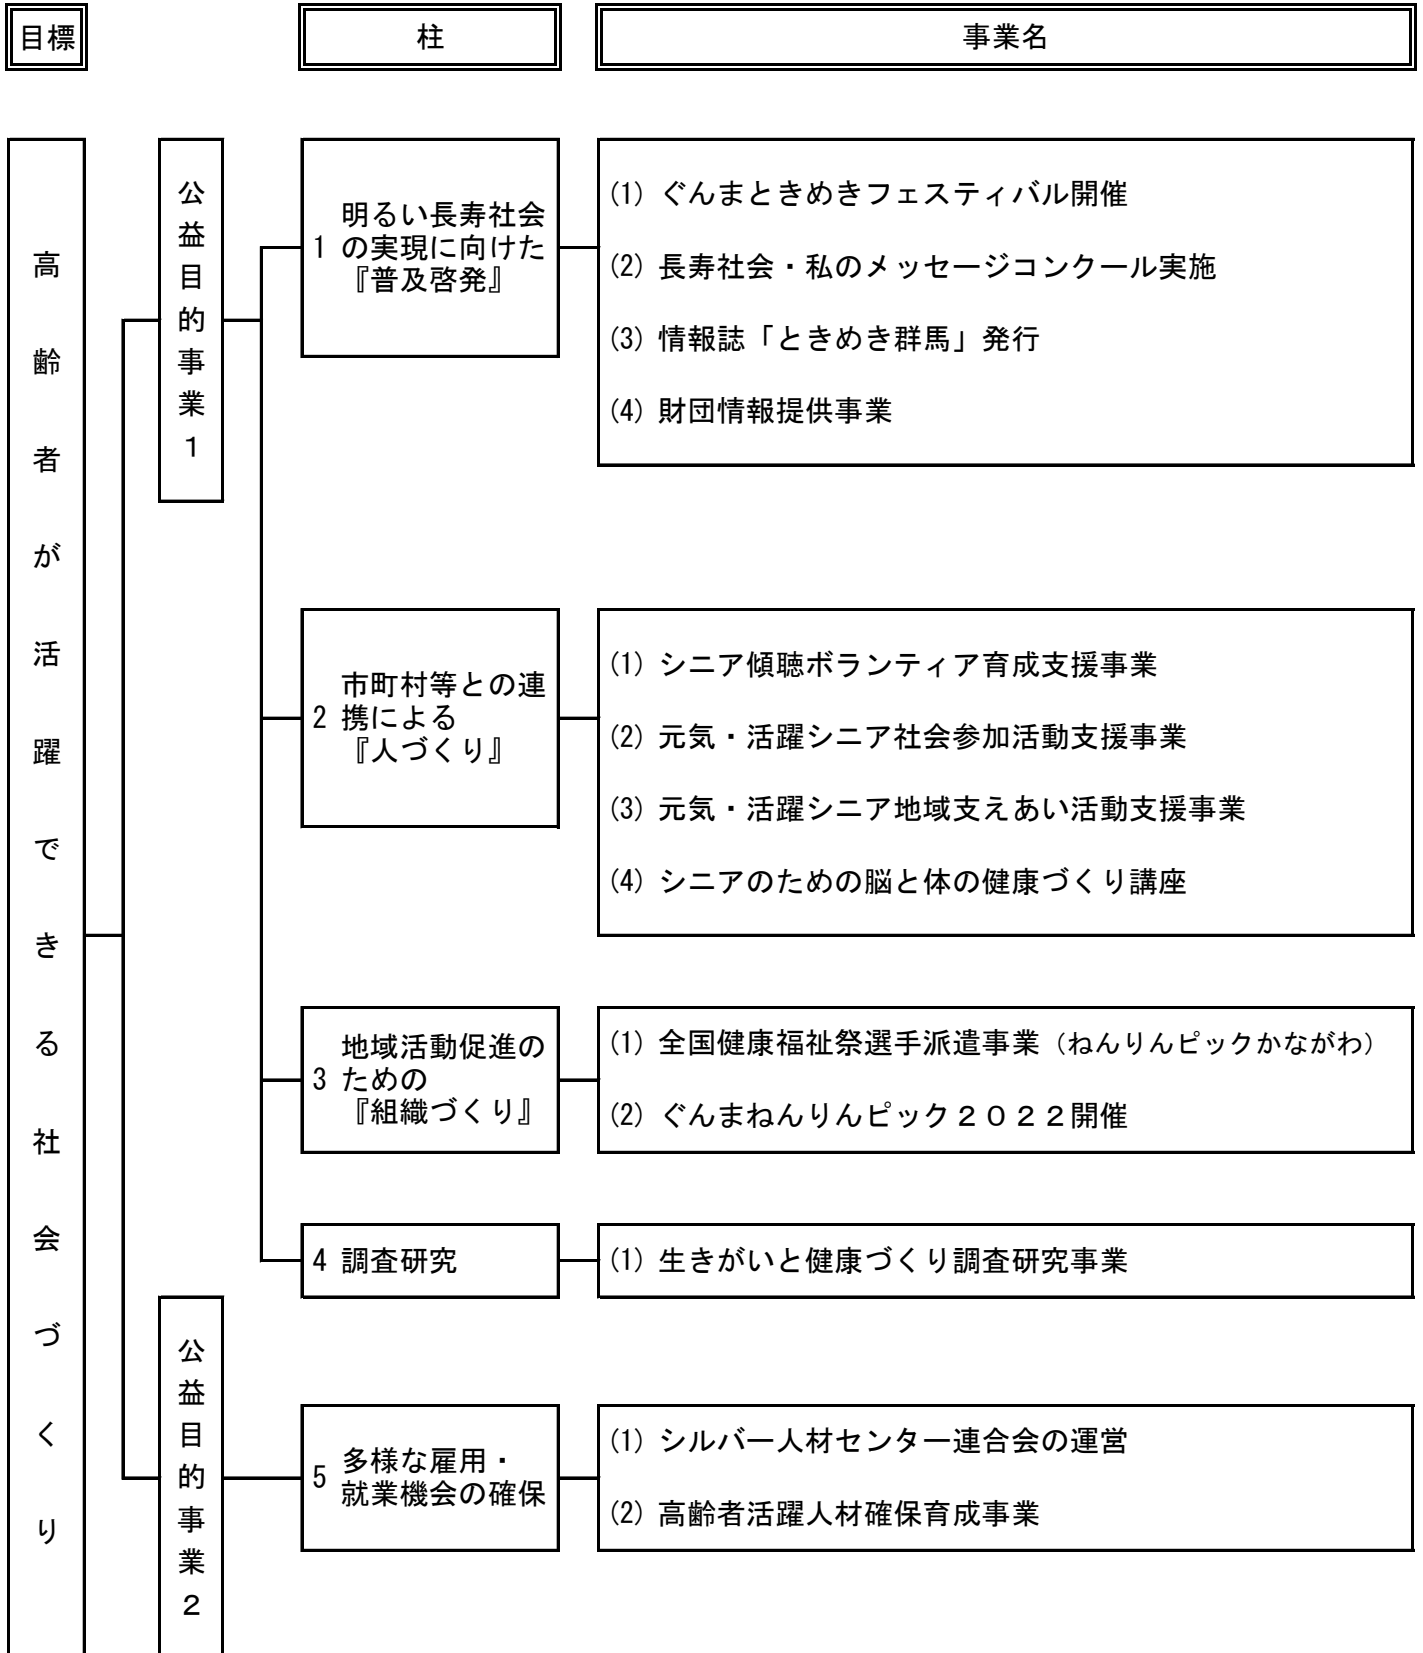 目標
柱
事業名
高齢者が活躍できる社会づくり
公益目的事業１
1 明るい長寿社会
の実現に向けた
『普及啓発』
(1) ぐんまときめきフェスティバル開催
(2) 長寿社会・私のメッセージコンクール実施
(3) 情報誌「ときめき群馬」発行
(4) 財団情報提供事業
2 市町村等との連
携による
『人づくり』
(1) シニア傾聴ボランティア育成支援事業
(2) 元気・活躍シニア社会参加活動支援事業
(3) 元気・活躍シニア地域支えあい活動支援事業
(4) シニアのための脳と体の健康づくり講座
3 地域活動促進の
ための
『組織づくり』
(1) 全国健康福祉祭選手派遣事業（ねんりんピックかながわ）
(2) ぐんまねんりんピック２０２２開催
4 調査研究
(1) 生きがいと健康づくり調査研究事業
公益目的事業２
5 多様な雇用・
就業機会の確保
(1) シルバー人材センター連合会の運営
(2) 高齢者活躍人材確保育成事業